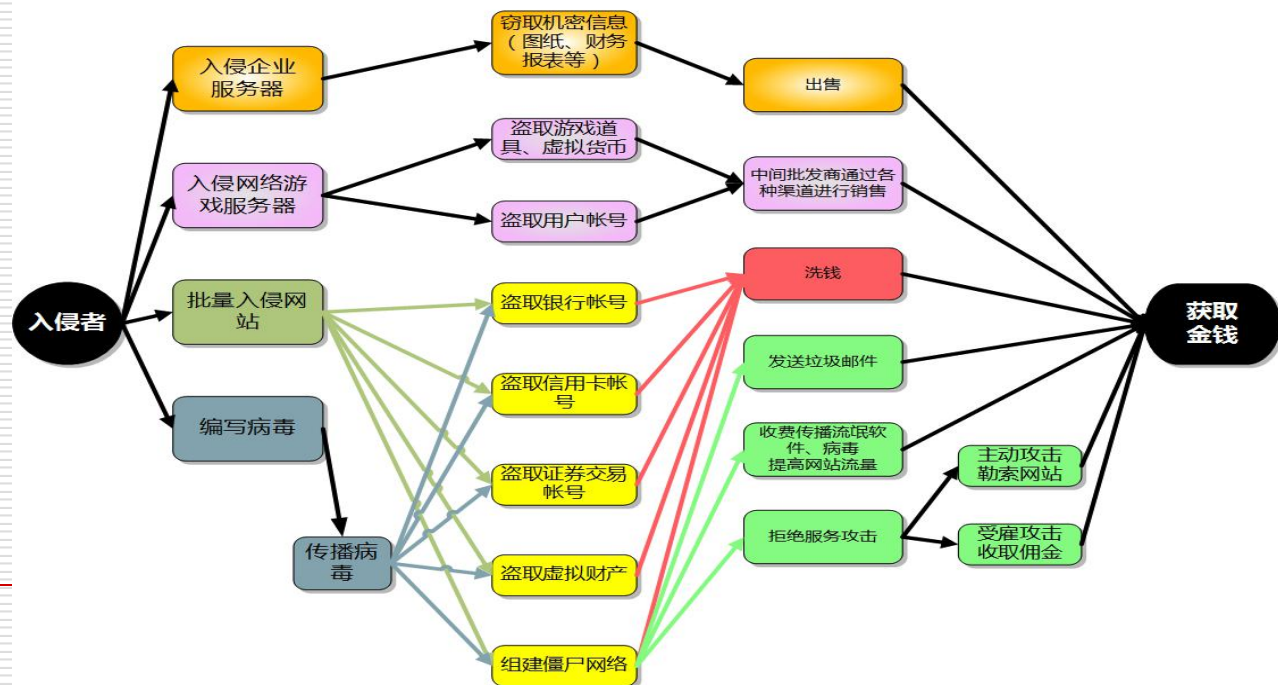 窃取机密信息
（图纸、财务
报表等）
入侵企业
服务器
出售
盗取游戏道
具、虚拟货币
中间批发商通过各
种渠道进行销售
入侵网络游
戏服务器
盗取用户帐号
洗钱
批量入侵网
站
盗取银行帐号
入侵者
获取
金钱
发送垃圾邮件
盗取信用卡帐
号
编写病毒
收费传播流氓软
件、病毒
提高网站流量
主动攻击
勒索网站
盗取证券交易
帐号
拒绝服务攻击
受雇攻击
收取佣金
传播病
毒
盗取虚拟财产
组建僵尸网络